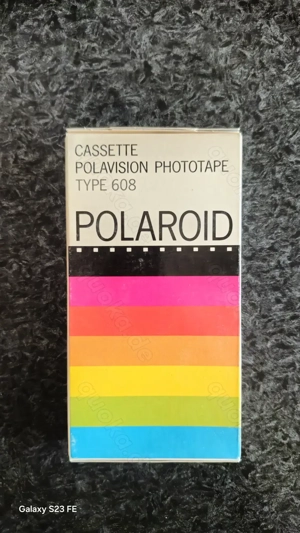 CASSETTE
POLAVISION PHOTOTAPE
TYPE 608
POLAROID
Galaxy S23 FE